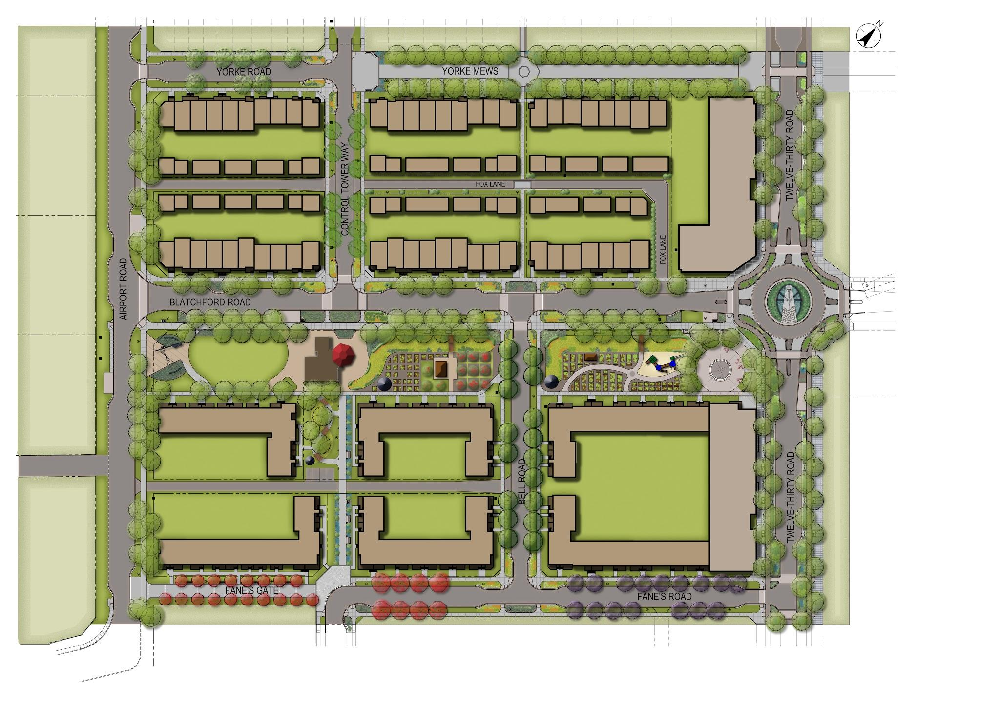 N
YORKE ROAD
YORKE MEWS
TWELVE-THIRTY ROAD
CONTROL TOWER WAY
FOX LANE
FOX LANE
AIRPORT ROAD
BLATCHFORD ROAD
BELL ROAD
TWELVE-THIRTY ROAD
FANE'S GATE
FANE'S ROAD